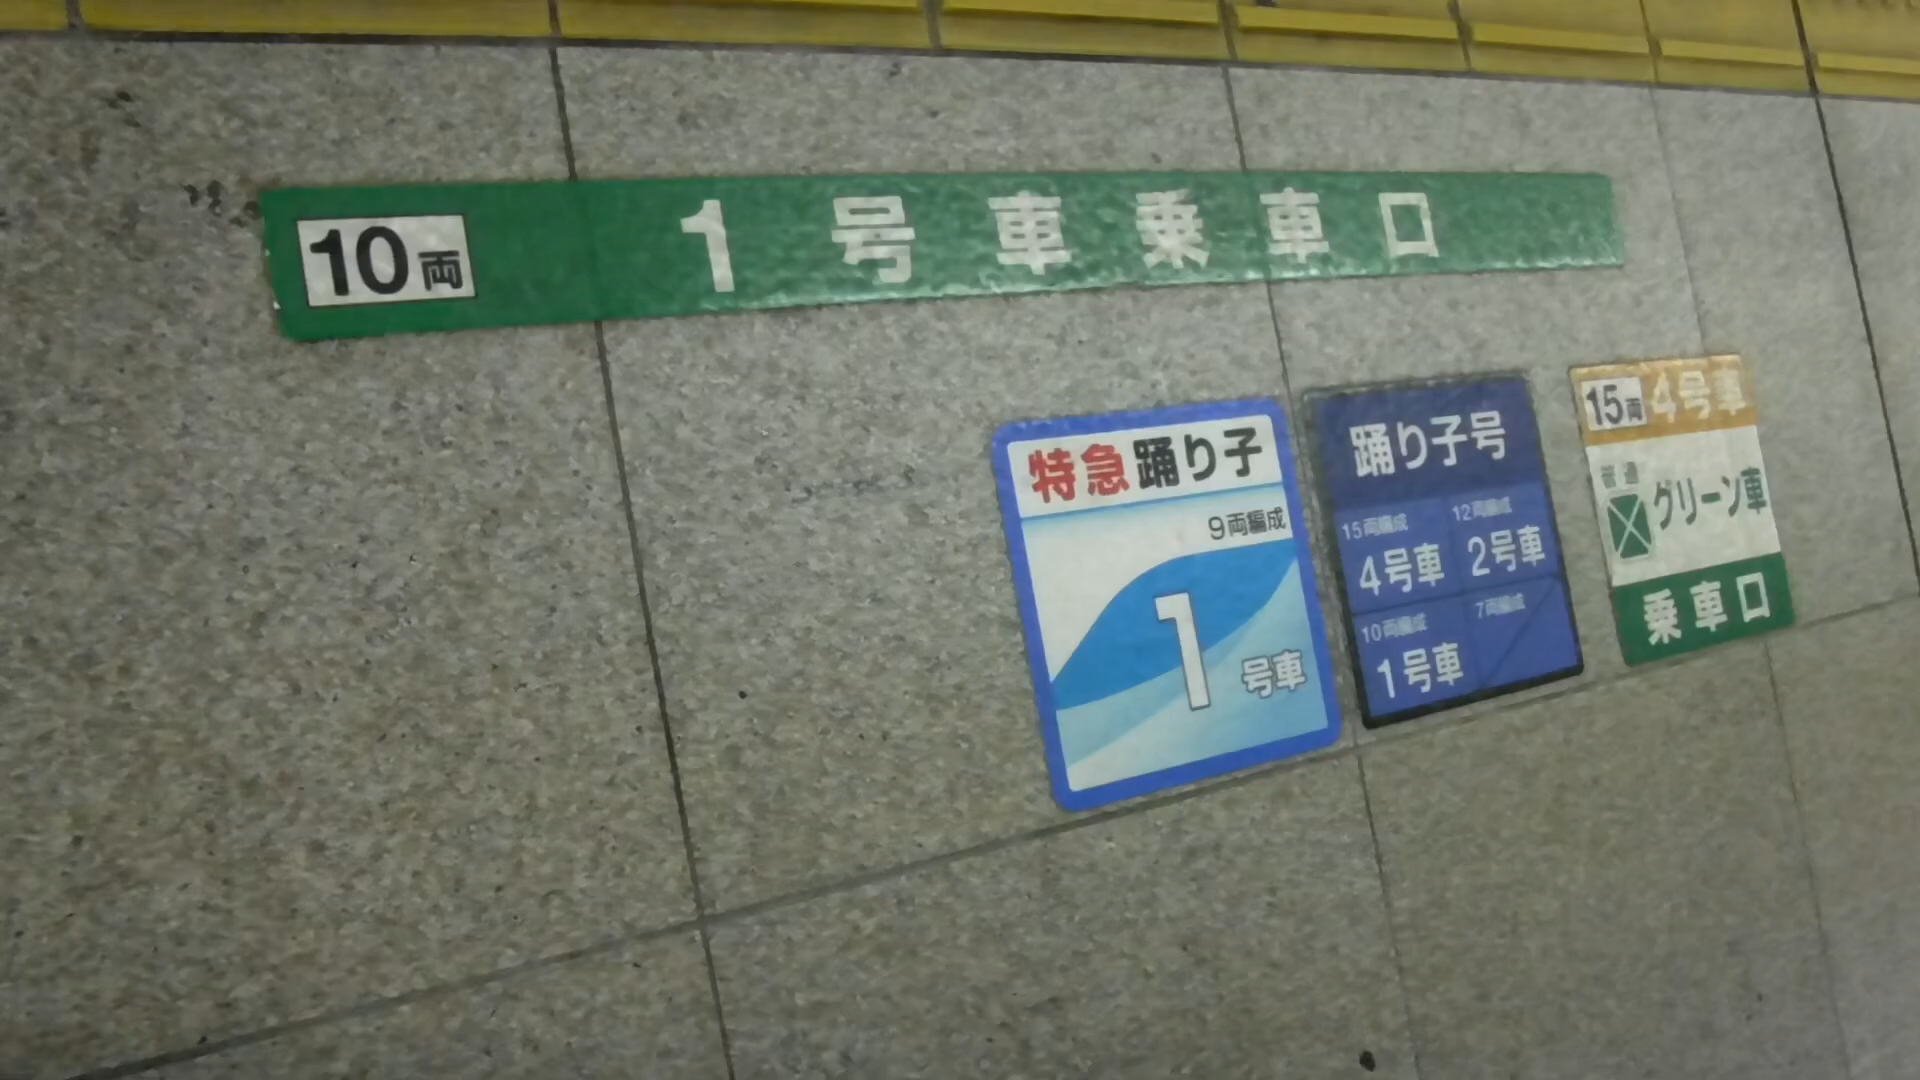 10両 1号車乗車口
特急踊り子
9両編成
1号車
踊り子号
15両編成 12両編成
4号車 2号車
10両編成 7両編成
1号車
15両 4号車
普通
グリーン車
乗車口